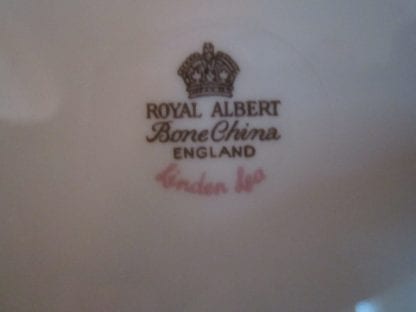 ROYAL ALBERT
Bone China
ENGLAND
Linden Lea